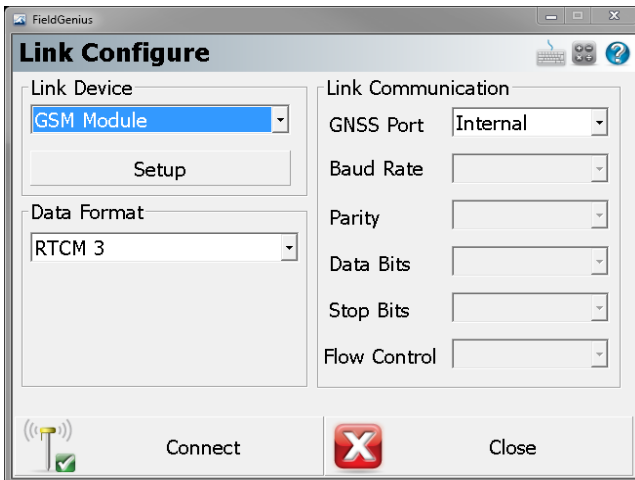 FieldGenius
Link Configure
Link Device
GSM Module
Setup
Data Format
RTCM 3
Link Communication
GNSS Port
Internal
Baud Rate
Parity
Data Bits
Stop Bits
Flow Control
Connect
Close